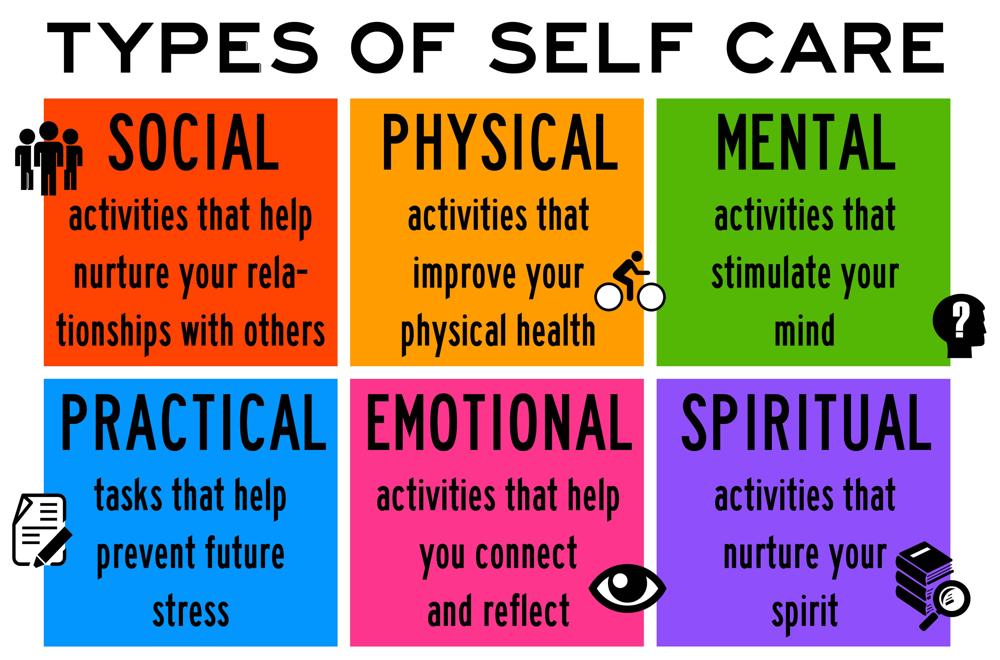 TYPES OF SELF CARE
SOCIAL
activities that help
nurture your rela-
tionships with others
PHYSICAL
activities that
improve your
physical health
MENTAL
activities that
stimulate your
mind
?
PRACTICAL
tasks that help
prevent future
stress
EMOTIONAL
activities that help
you connect
and reflect
SPIRITUAL
activities that
nurture your
spirit